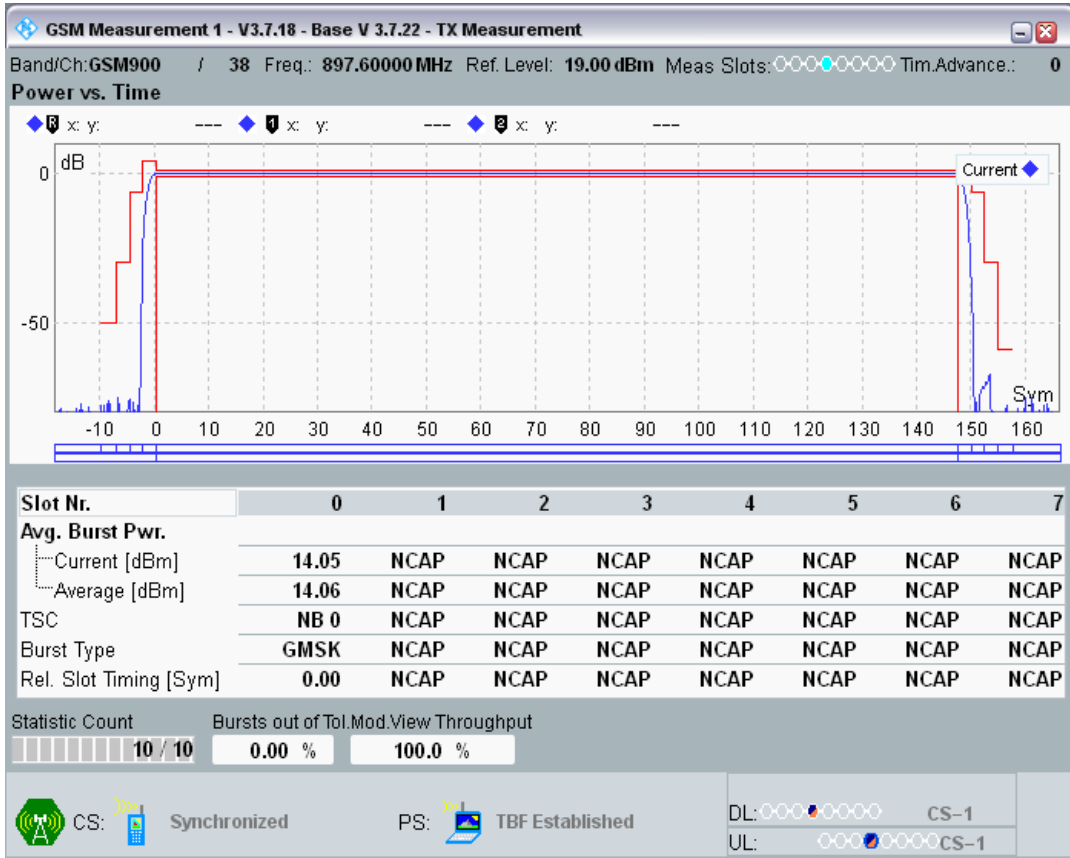 GSM Measurement 1 - V3.7.18 - Base V 3.7.22 - TX Measurement
Band/Ch:GSM900 / 38 Freq.: 897.60000 MHz Ref. Level: 19.00 dBm Meas Slots: Tim.Advance.: 0
Power vs. Time
R x: y: --- 1 x: y: --- 2 x: y: ---
dB
Current
0
-50
Sym
-10 0 10 20 30 40 50 60 70 80 90 100 110 120 130 140 150 160
Slot Nr. 0 1 2 3 4 5 6 7
Avg. Burst Pwr.
Current [dBm] 14.05 NCAP NCAP NCAP NCAP NCAP NCAP NCAP
Average [dBm] 14.06 NCAP NCAP NCAP NCAP NCAP NCAP NCAP
TSC NB 0 NCAP NCAP NCAP NCAP NCAP NCAP NCAP
Burst Type GMSK NCAP NCAP NCAP NCAP NCAP NCAP NCAP
Rel. Slot Timing [Sym] 0.00 NCAP NCAP NCAP NCAP NCAP NCAP NCAP
Statistic Count Bursts out of Tol.Mod.View Throughput
10 / 10 0.00 % 100.0 %
CS: Synchronized PS: TBF Established DL: CS-1
UL: CS-1